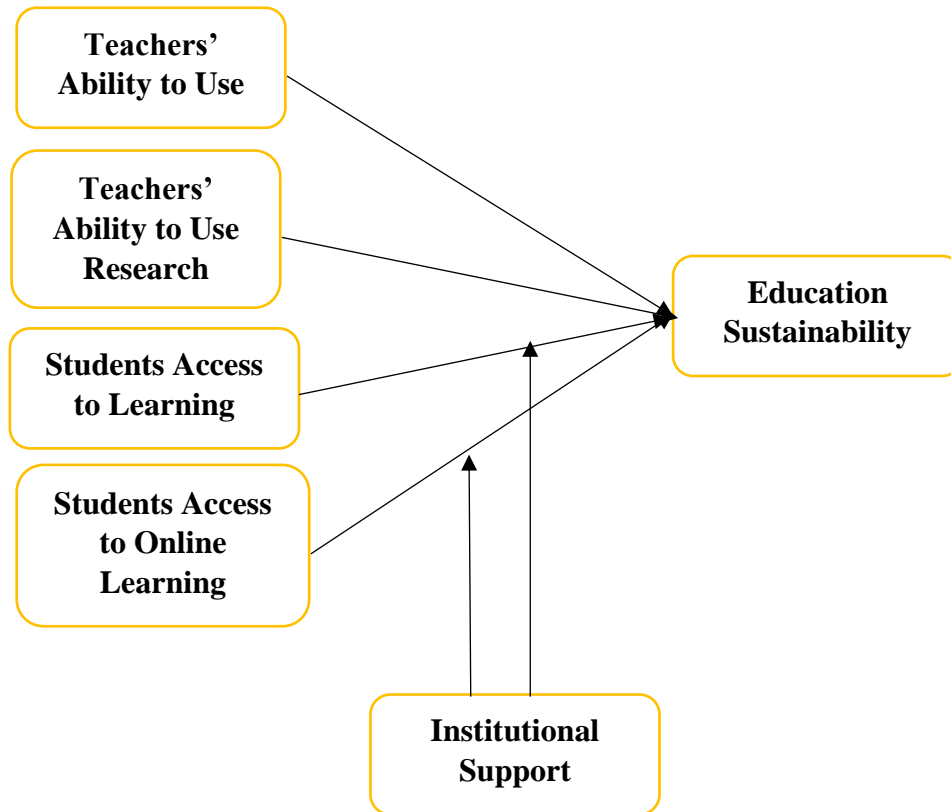 Teachers’
Ability to Use
Teachers’
Ability to Use
Research
Students Access
to Learning
Students Access
to Online
Learning
Education
Sustainability
Institutional
Support